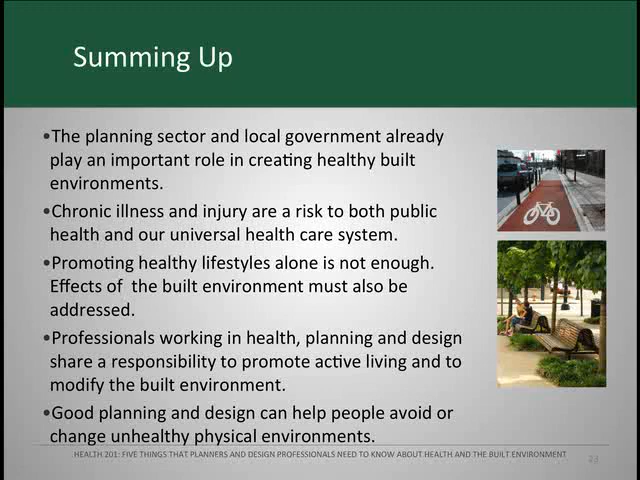 Summing Up
•The planning sector and local government already
play an important role in creating healthy built
environments.
•Chronic illness and injury are a risk to both public
health and our universal health care system.
•Promoting healthy lifestyles alone is not enough.
Effects of  the built environment must also be
addressed.
•Professionals working in health, planning and design
share a responsibility to promote active living and to
modify the built environment.
•Good planning and design can help people avoid or
change unhealthy physical environments.
HEALTH 201: FIVE THINGS THAT PLANNERS AND DESIGN PROFESSIONALS NEED TO KNOW ABOUT HEALTH AND THE BUILT ENVIRONMENT